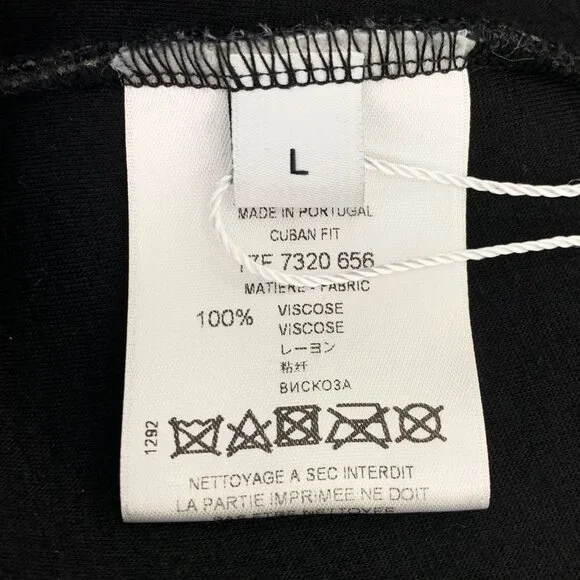 L
MADE IN PORTUGAL
CUBAN FIT
7320 656
MATIÈRE - FABRIC
100% VISCOSE
VISCOSE
レーヨン
粘纤
ВИСКОЗА
1292
NETTOYAGE A SEC INTERDIT
LA PARTIE IMPRIMEE NE DOIT